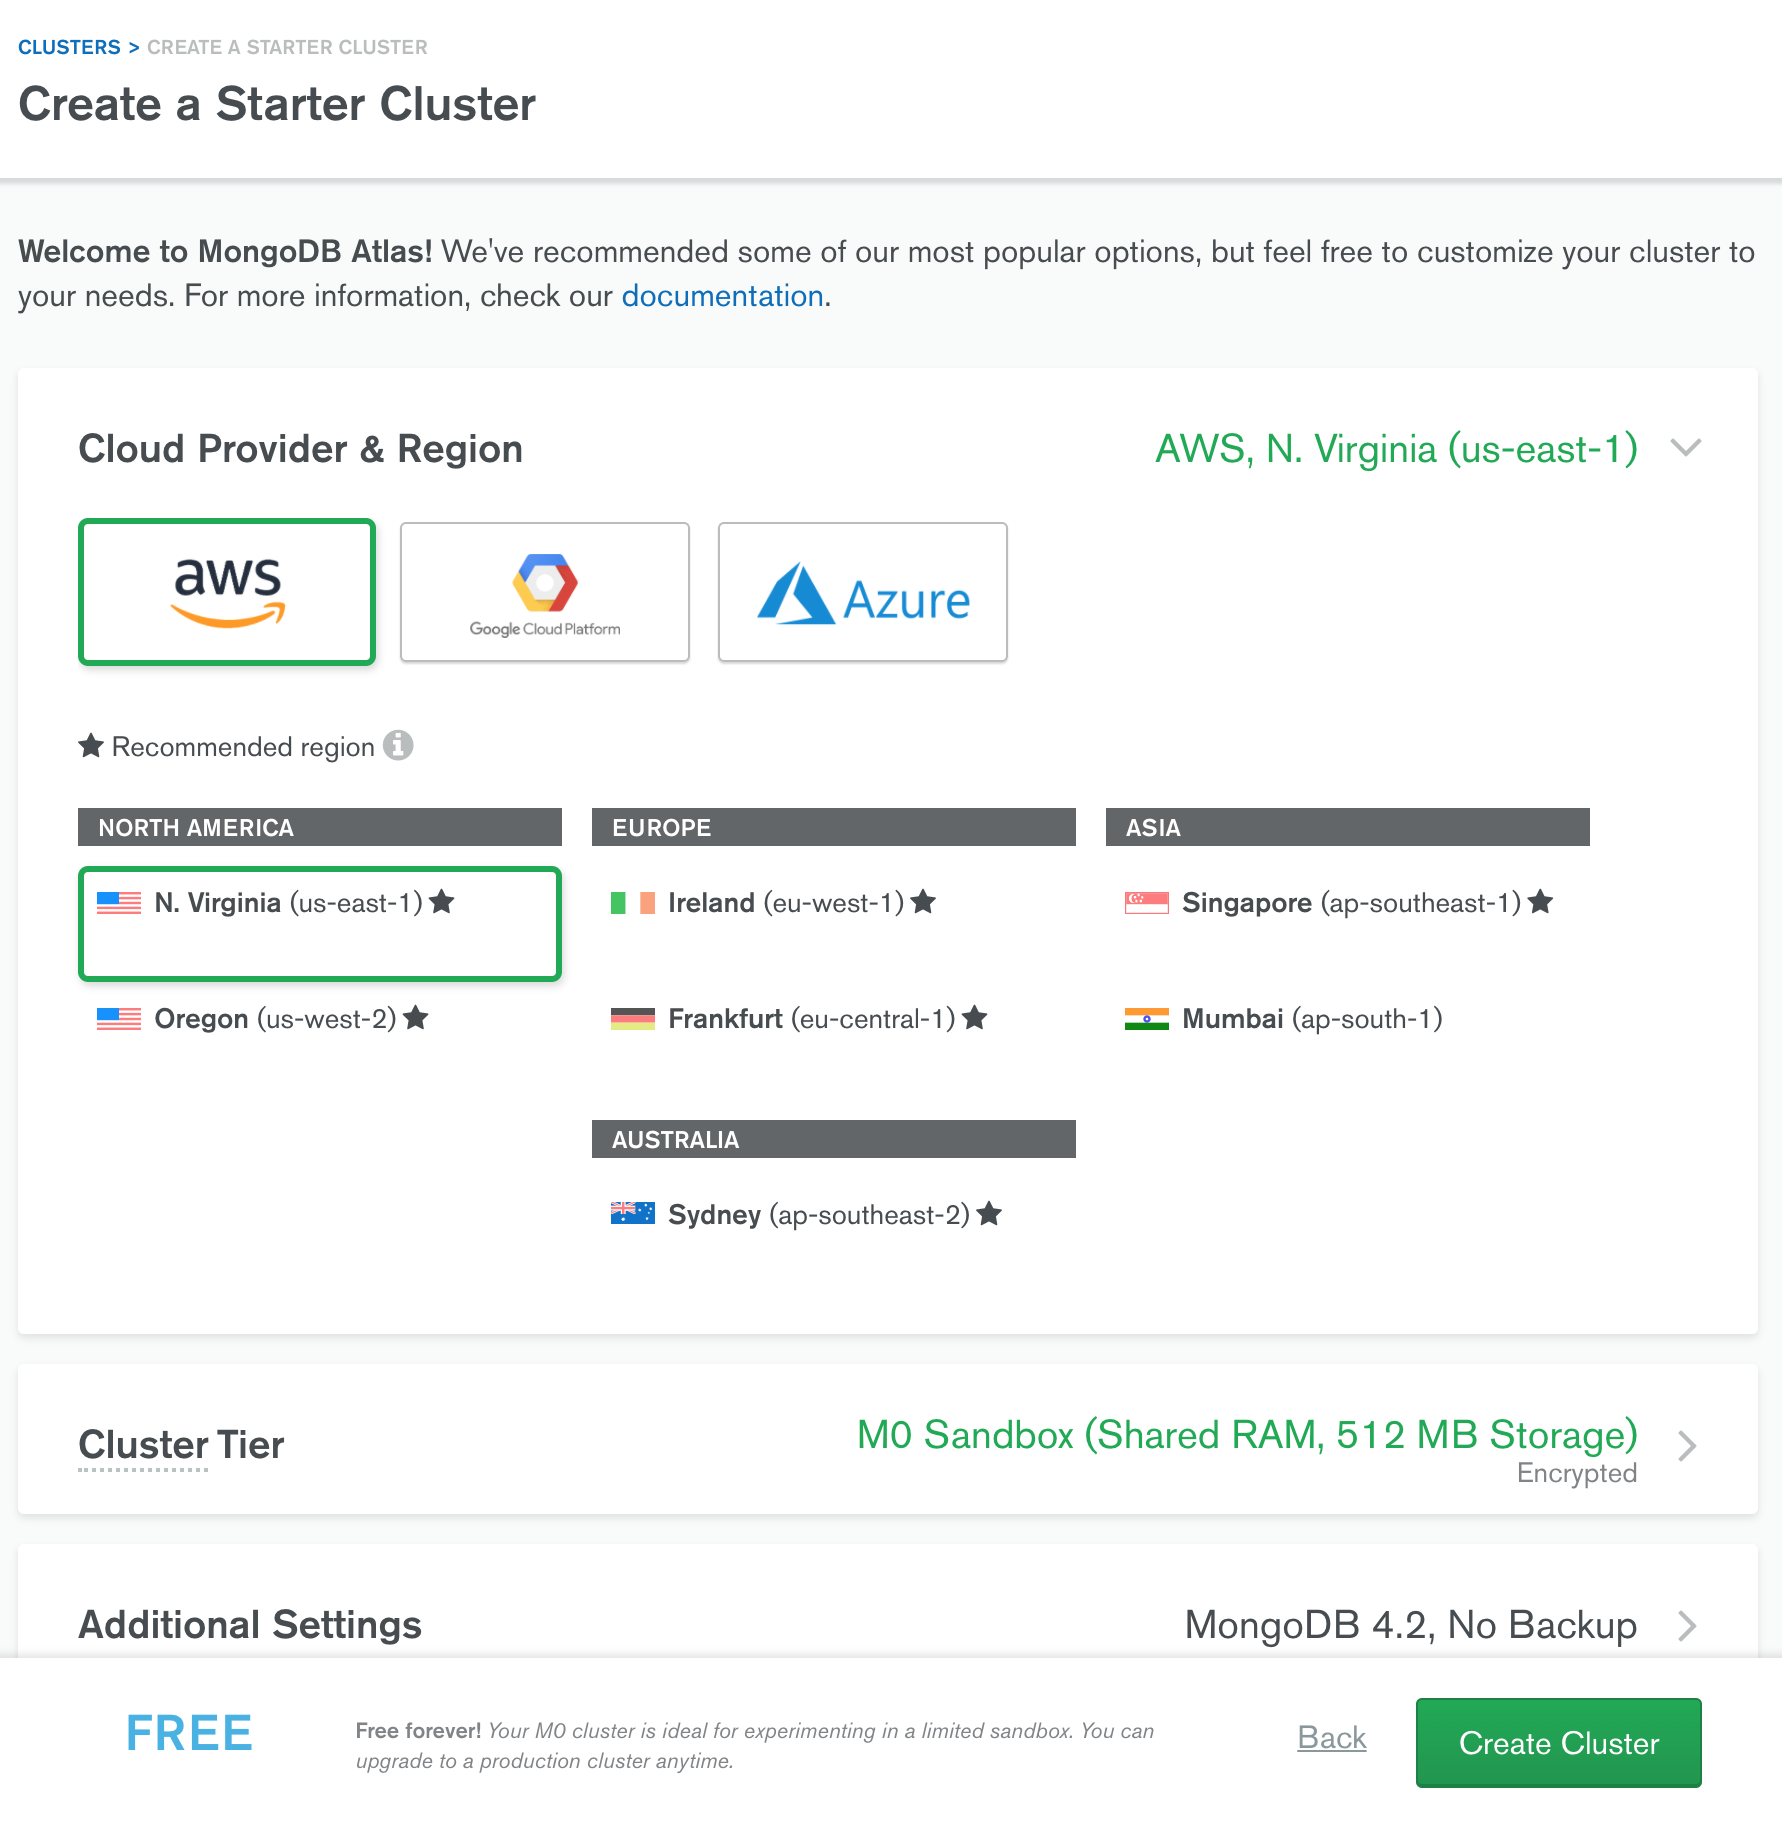 CLUSTERS > CREATE A STARTER CLUSTER
Create a Starter Cluster
Welcome to MongoDB Atlas! We've recommended some of our most popular options, but feel free to customize your cluster to
your needs. For more information, check our documentation.
Cloud Provider & Region
AWS, N. Virginia (us-east-1)
aws
Google Cloud Platform
Azure
Recommended region
NORTH AMERICA
EUROPE
ASIA
N. Virginia (us-east-1)
Ireland (eu-west-1)
Singapore (ap-southeast-1)
Oregon (us-west-2)
Frankfurt (eu-central-1)
Mumbai (ap-south-1)
AUSTRALIA
Sydney (ap-southeast-2)
Cluster Tier
M0 Sandbox (Shared RAM, 512 MB Storage)
Encrypted
Additional Settings
MongoDB 4.2, No Backup
FREE
Free forever! Your M0 cluster is ideal for experimenting in a limited sandbox. You can
upgrade to a production cluster anytime.
Back
Create Cluster